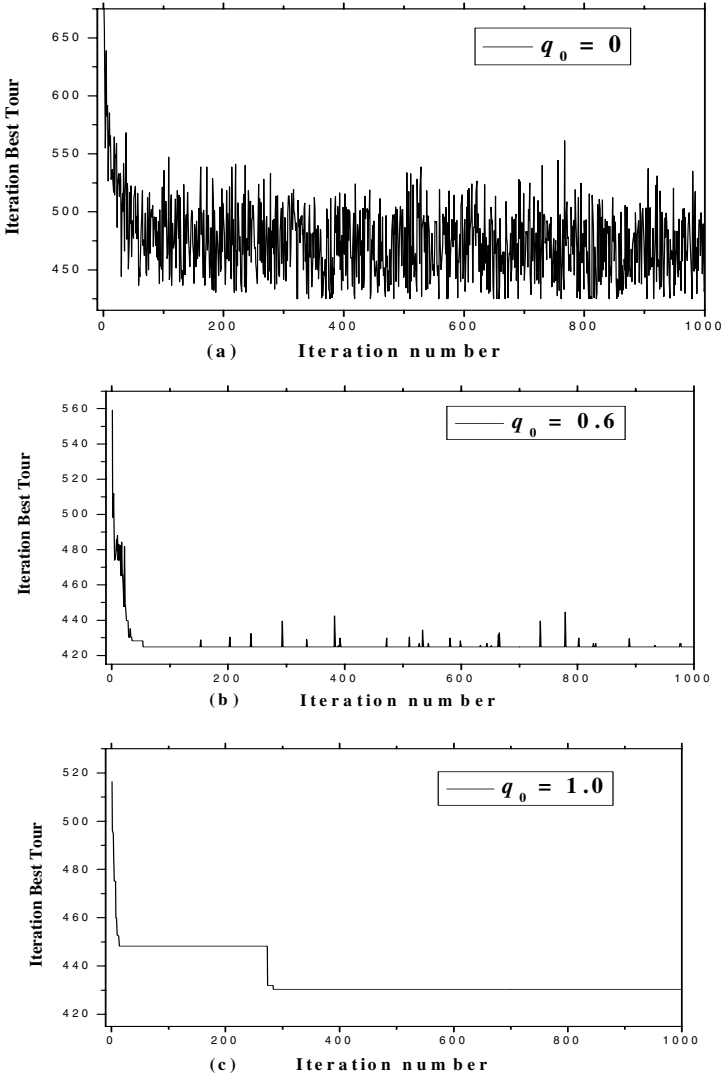 650
600
550
500
450
Iteration Best Tour
q0 = 0
0 200 400 600 800 1000
(a) Iteration number
560
540
520
500
480
460
440
420
Iteration Best Tour
q0 = 0.6
0 200 400 600 800 1000
(b) Iteration number
520
500
480
460
440
420
Iteration Best Tour
q0 = 1.0
0 200 400 600 800 1000
(c) Iteration number